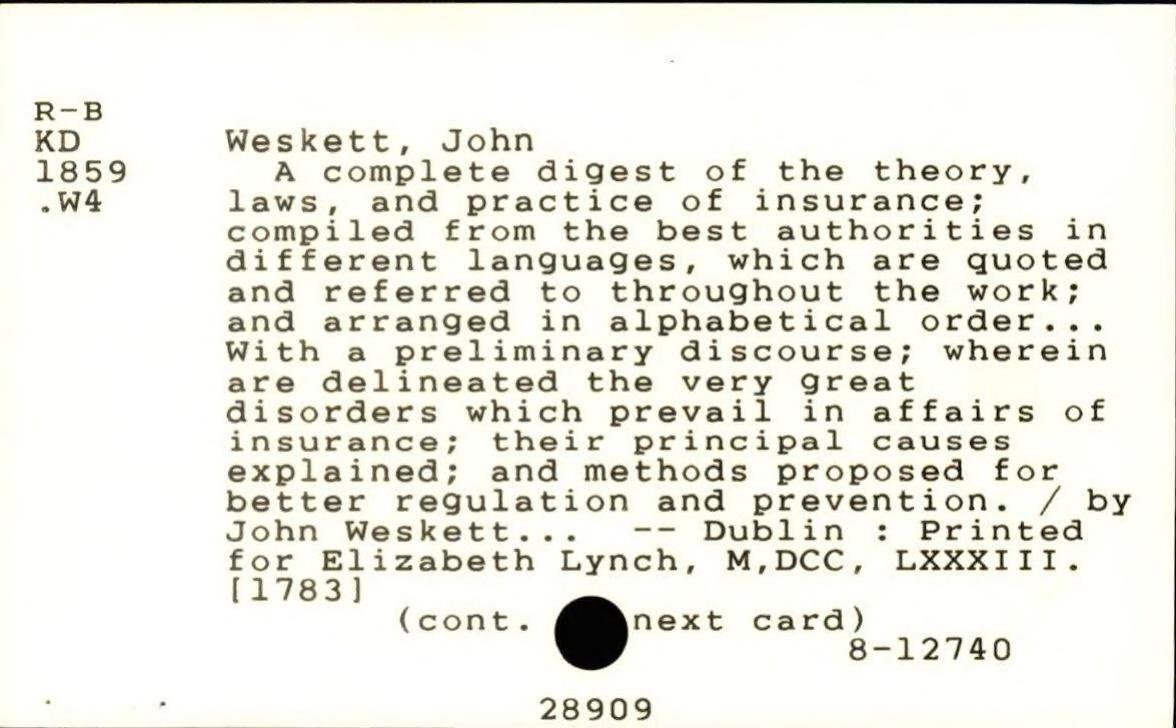 R-B
KD Weskett, John
1859 A complete digest of the theory,
.W4 laws, and practice of insurance;
compiled from the best authorities in
different languages, which are quoted
and referred to throughout the work;
and arranged in alphabetical order...
With a preliminary discourse; wherein
are delineated the very great
disorders which prevail in affairs of
insurance; their principal causes
explained; and methods proposed for
better regulation and prevention. / by
John Weskett... -- Dublin : Printed
for Elizabeth Lynch, M,DCC, LXXXIII.
[1783]
(cont. next card)
8-12740
28909